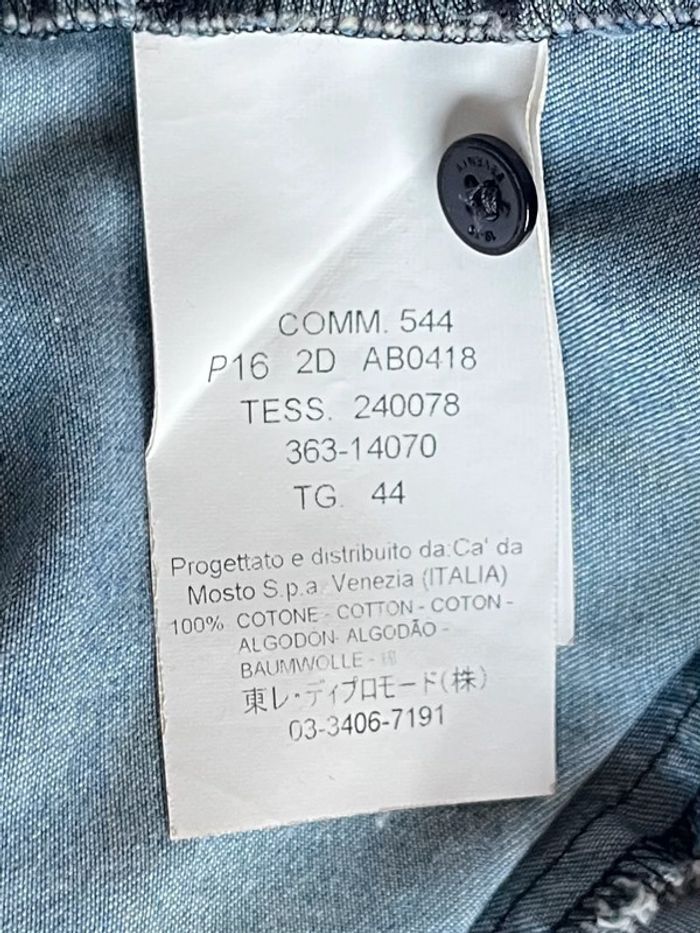 COMM. 544
P16 2D AB0418
TESS. 240078
363-14070
TG. 44
Progettato e distribuito da:Ca' da
Mosto S.p.a. Venezia (ITALIA)
100% COTONE - COTTON - COTON -
ALGODON- ALGODÃO -
BAUMWOLLE - 綿
東レ・ディプロモード(株)
03-3406-7191